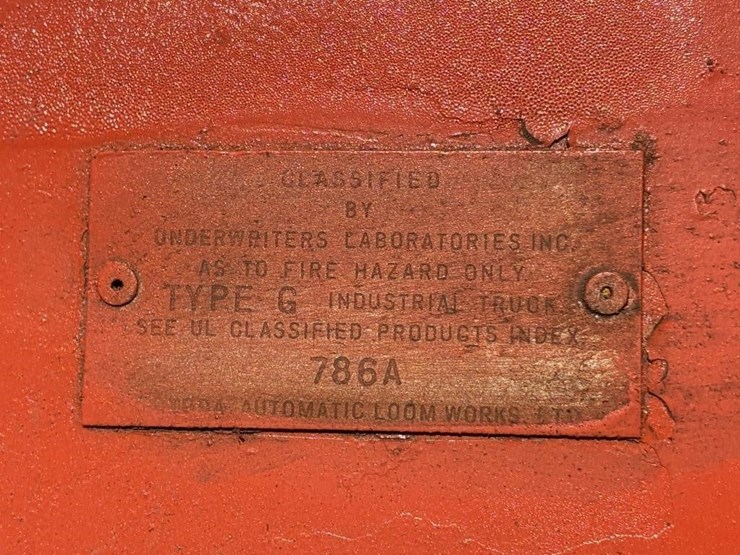 CLASSIFIED
BY
UNDERWRITERS LABORATORIES INC.
AS TO FIRE HAZARD ONLY
TYPE G INDUSTRIAL TRUCK
SEE UL CLASSIFIED PRODUCTS INDEX
786A
AUTOMATIC LOOM WORKS, LTD.